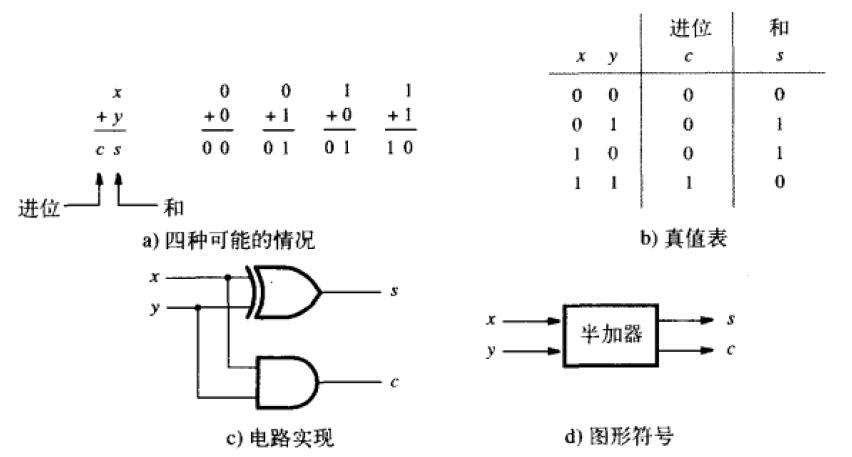 x 0 0 1 1
+ y + 0 + 1 + 0 + 1
c s 0 0 0 1 0 1 1 0
进位 和
a) 四种可能的情况
进位 和
x y c s
0 0 0 0
0 1 0 1
1 0 0 1
1 1 1 0
b) 真值表
x
y
s
c
c) 电路实现
x
y
半加器
s
c
d) 图形符号